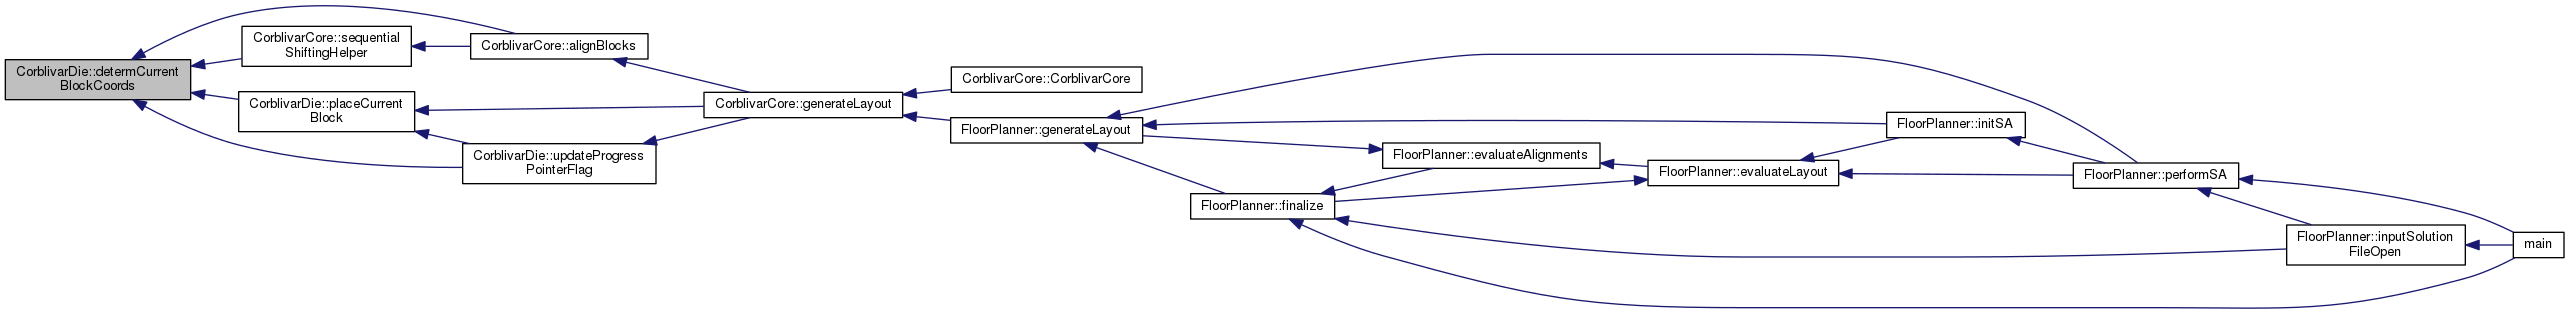 CorblivarDie::determCurrent
BlockCoords
CorblivarCore::sequential
ShiftingHelper
CorblivarDie::placeCurrent
Block
CorblivarCore::alignBlocks
CorblivarDie::updateProgress
PointerFlag
CorblivarCore::generateLayout
CorblivarCore::CorblivarCore
FloorPlanner::generateLayout
FloorPlanner::finalize
FloorPlanner::evaluateAlignments
FloorPlanner::evaluateLayout
FloorPlanner::initSA
FloorPlanner::performSA
FloorPlanner::inputSolution
FileOpen
main